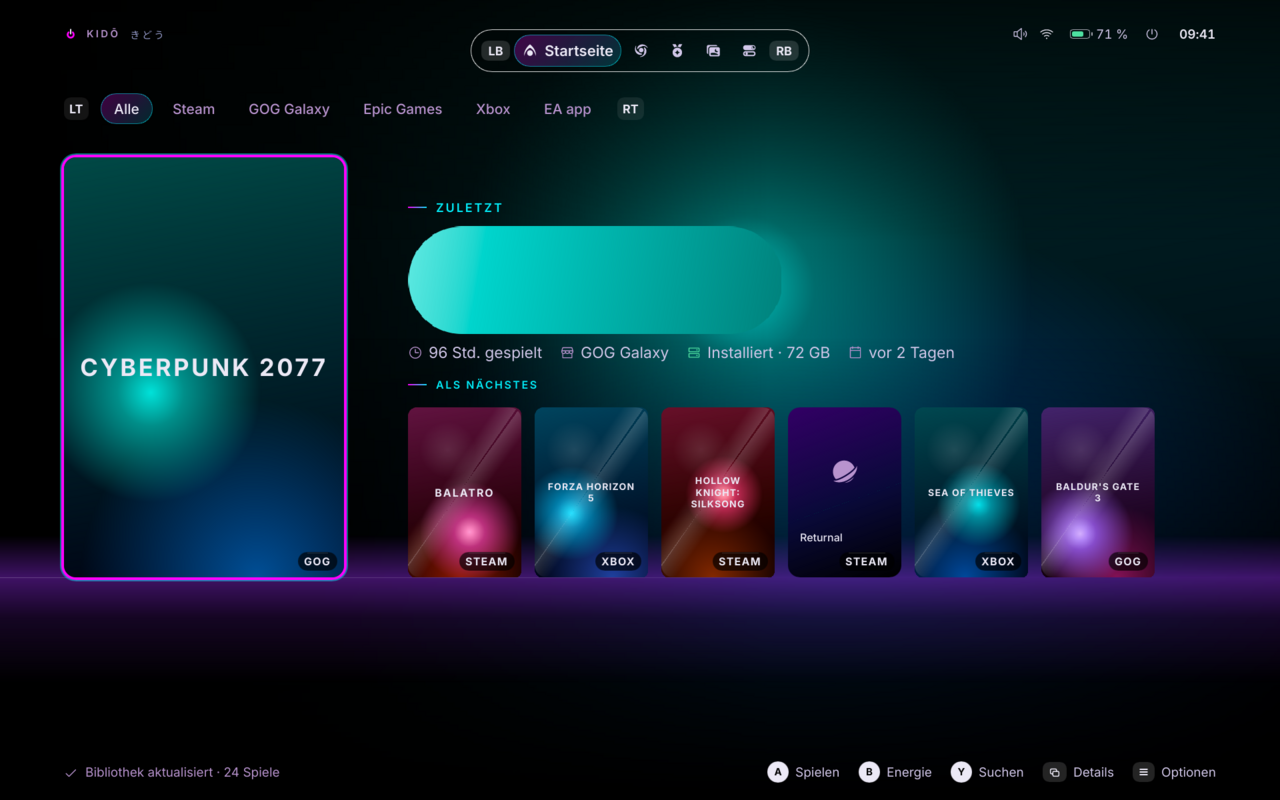 KIDŌ きどう
LB Startseite RB
71 %
09:41
LT Alle Steam GOG Galaxy Epic Games Xbox EA app RT
CYBERPUNK 2077
GOG
ZULETZT
96 Std. gespielt GOG Galaxy Installiert · 72 GB vor 2 Tagen
ALS NÄCHSTES
BALATRO
STEAM
FORZA HORIZON
5
XBOX
HOLLOW
KNIGHT:
SILKSONG
STEAM
Returnal
STEAM
SEA OF THIEVES
XBOX
BALDUR'S GATE
3
GOG
Bibliothek aktualisiert · 24 Spiele
A Spielen B Energie Y Suchen Details Optionen